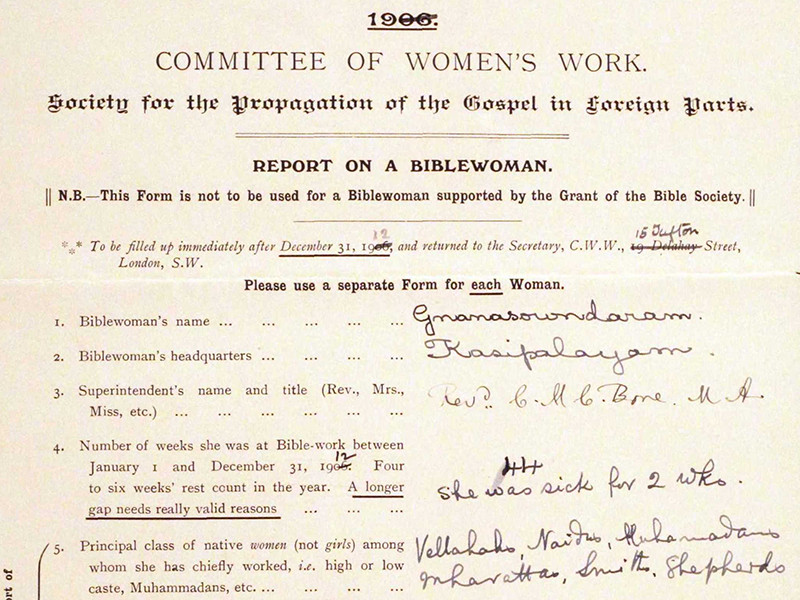 1906.
COMMITTEE OF WOMEN'S WORK.
Society for the Propagation of the Gospel in Foreign Parts.
REPORT ON A BIBLEWOMAN.
N.B.—This Form is not to be used for a Biblewoman supported by the Grant of the Bible Society.
12 15 Tufton
*** To be filled up immediately after December 31, 1906, and returned to the Secretary, C.W.W., 19 Delahay Street,
London, S.W.
Please use a separate Form for each Woman.
1. Biblewoman's name ... ... ... ... Gnanasoundaram.
2. Biblewoman's headquarters ... ... ... ... Kasipalayam.
3. Superintendent's name and title (Rev., Mrs., Revd. C. M. C. Bone. M A.
Miss, etc.) ... ... ... ... ... ...
4. Number of weeks she was at Bible-work between
12
January 1 and December 31, 1906. Four 44
to six weeks' rest count in the year. A longer she was sick for 2 wks.
gap needs really valid reasons ... ... ...
5. Principal class of native women (not girls) among Vellahahs, Naidus, Muhamadans
whom she has chiefly worked, i.e. high or low Mharattas, Smiths, Shepherds
caste, Muhammadans, etc. ... ... ... ...
ort of